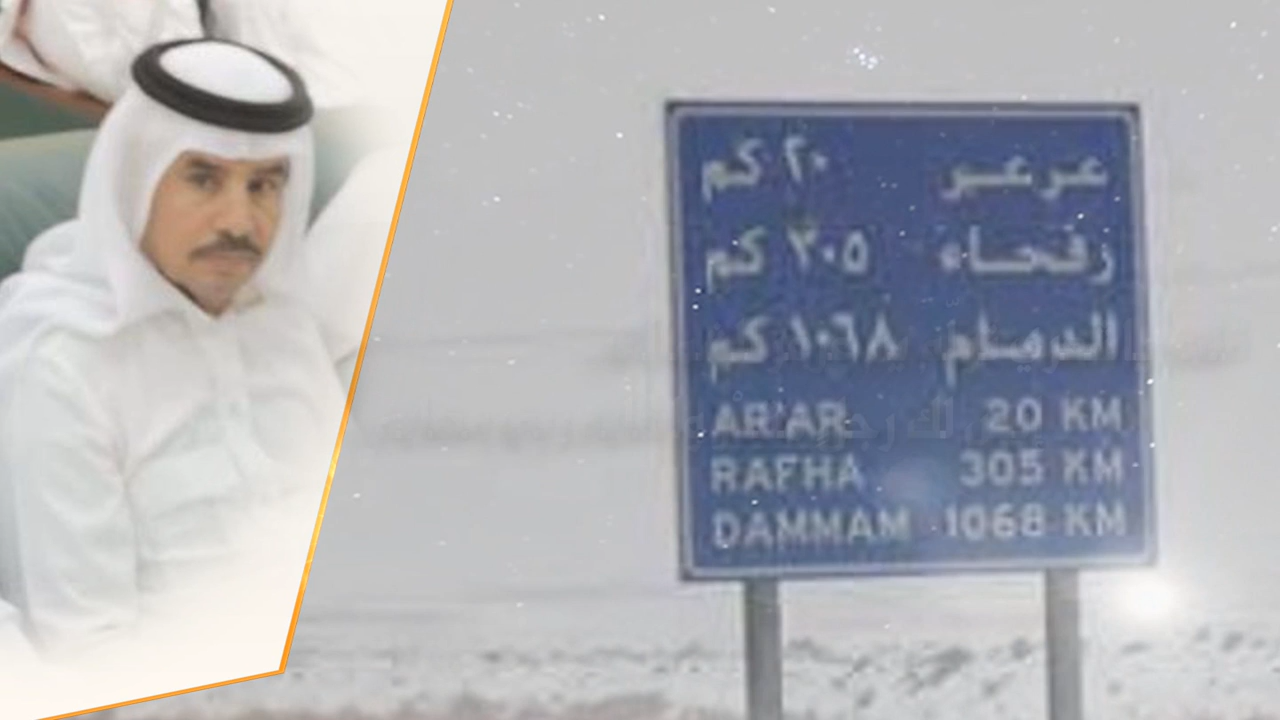 عرعر ٢٠ كم
رفحاء ٣٠٥ كم
الدمام ١٠٦٨ كم
AR'AR 20 KM
RAFHA 305 KM
DAMMAM 1068 KM